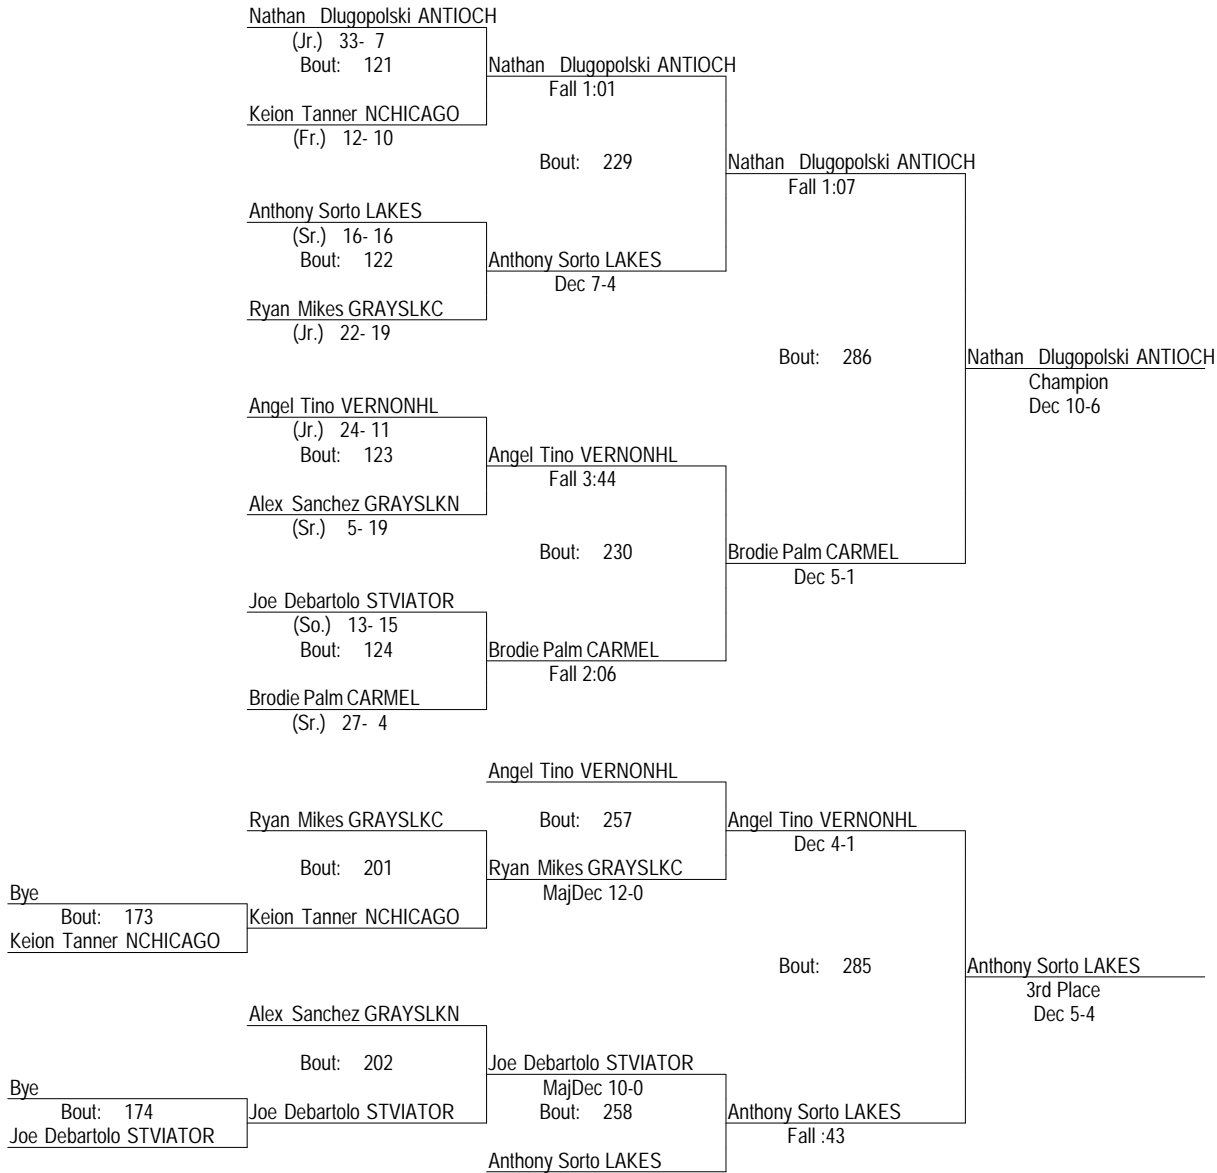 Nathan Dlugopolski ANTIOCH
(Jr.) 33- 7
Bout: 121
Nathan Dlugopolski ANTIOCH
Fall 1:01
Keion Tanner NCHICAGO
(Fr.) 12- 10
Bout: 229
Nathan Dlugopolski ANTIOCH
Fall 1:07
Anthony Sorto LAKES
(Sr.) 16- 16
Bout: 122
Anthony Sorto LAKES
Dec 7-4
Ryan Mikes GRAYSLKC
(Jr.) 22- 19
Bout: 286
Nathan Dlugopolski ANTIOCH
Champion
Dec 10-6
Angel Tino VERNONHL
(Jr.) 24- 11
Bout: 123
Angel Tino VERNONHL
Fall 3:44
Alex Sanchez GRAYSLKN
(Sr.) 5- 19
Bout: 230
Brodie Palm CARMEL
Dec 5-1
Joe Debartolo STVIATOR
(So.) 13- 15
Bout: 124
Brodie Palm CARMEL
Fall 2:06
Brodie Palm CARMEL
(Sr.) 27- 4
Angel Tino VERNONHL
Ryan Mikes GRAYSLKC
Bout: 257
Angel Tino VERNONHL
Dec 4-1
Bout: 201
Ryan Mikes GRAYSLKC
MajDec 12-0
Bye
Bout: 173
Keion Tanner NCHICAGO
Keion Tanner NCHICAGO
Bout: 285
Anthony Sorto LAKES
3rd Place
Dec 5-4
Alex Sanchez GRAYSLKN
Bout: 202
Joe Debartolo STVIATOR
MajDec 10-0
Bye
Bout: 174
Joe Debartolo STVIATOR
Joe Debartolo STVIATOR
Bout: 258
Anthony Sorto LAKES
Fall :43
Anthony Sorto LAKES